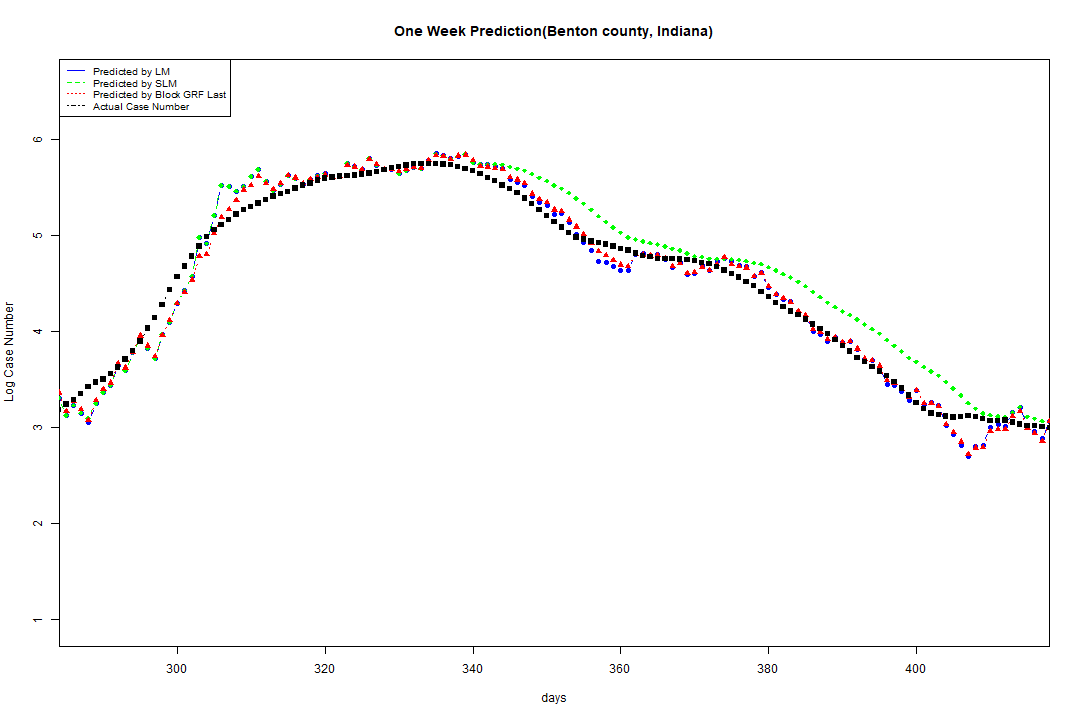 One Week Prediction(Benton county, Indiana)
Predicted by LM
Predicted by SLM
Predicted by Block GRF Last
Actual Case Number
6
5
4
3
2
1
Log Case Number
300 320 340 360 380 400
days